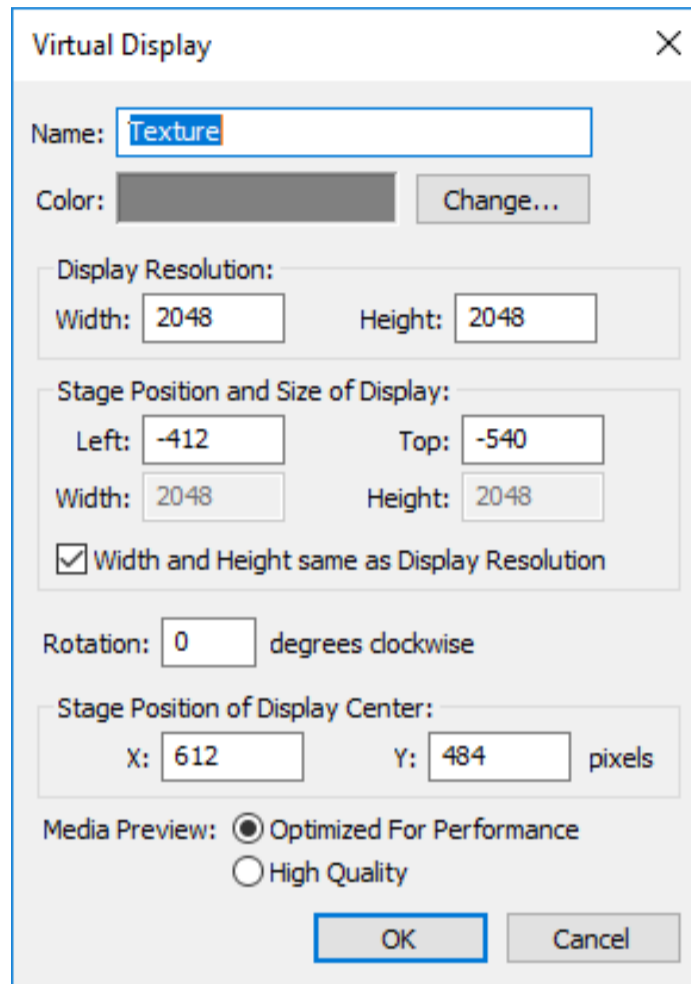 Virtual Display
Name: Texture
Color: Change...
Display Resolution:
Width: 2048 Height: 2048
Stage Position and Size of Display:
Left: -412 Top: -540
Width: 2048 Height: 2048
Width and Height same as Display Resolution
Rotation: 0 degrees clockwise
Stage Position of Display Center:
X: 612 Y: 484 pixels
Media Preview: Optimized For Performance
High Quality
OK Cancel